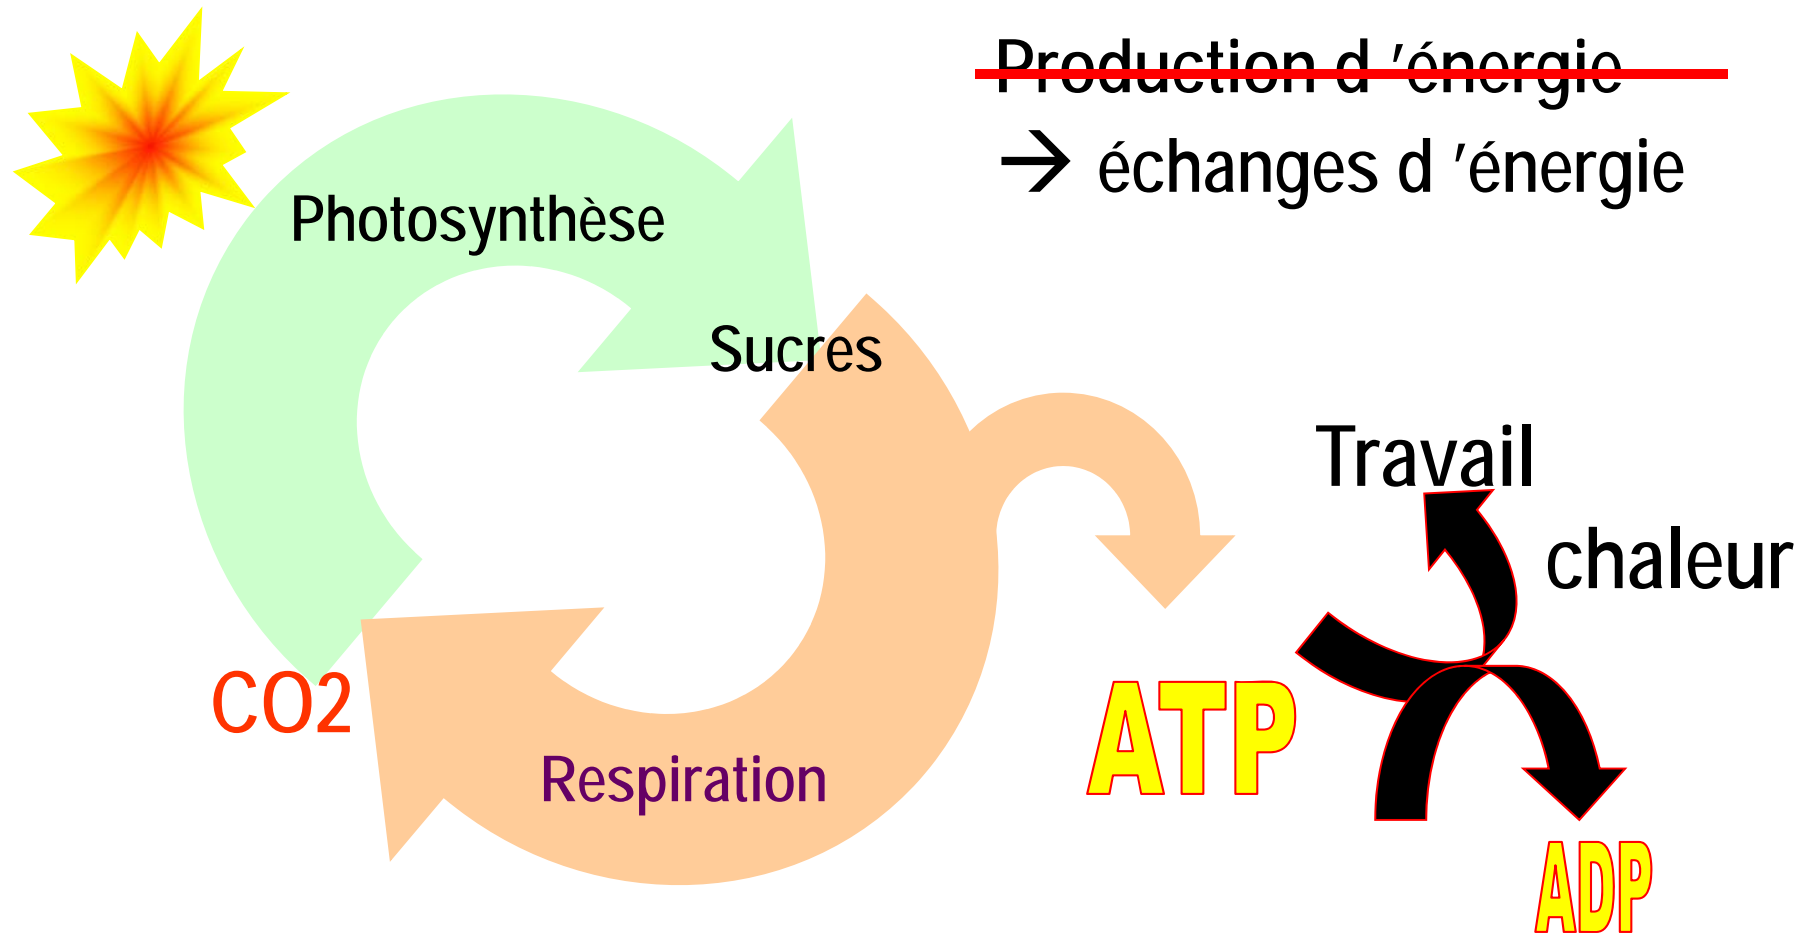 Production d ’énergie
→ échanges d ’énergie
Photosynthèse
Sucres
Travail
chaleur
CO2
ATP
Respiration
ADP